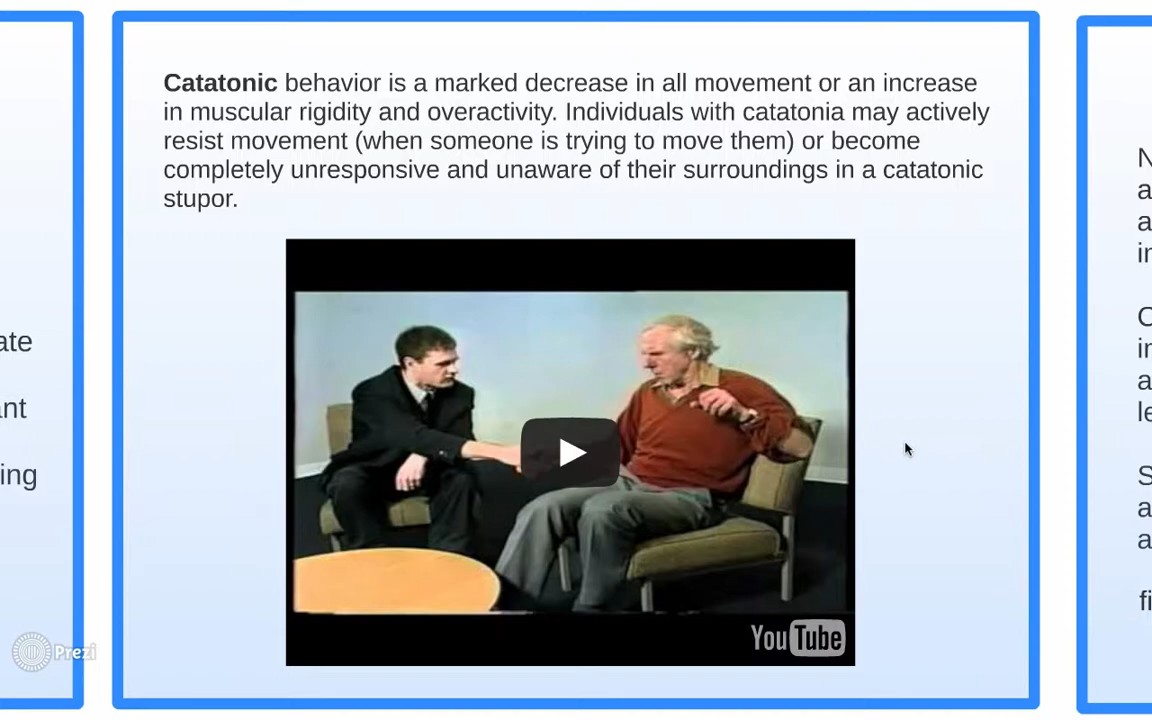 Catatonic behavior is a marked decrease in all movement or an increase
in muscular rigidity and overactivity. Individuals with catatonia may actively
resist movement (when someone is trying to move them) or become
completely unresponsive and unaware of their surroundings in a catatonic
stupor.
YouTube
Prezi